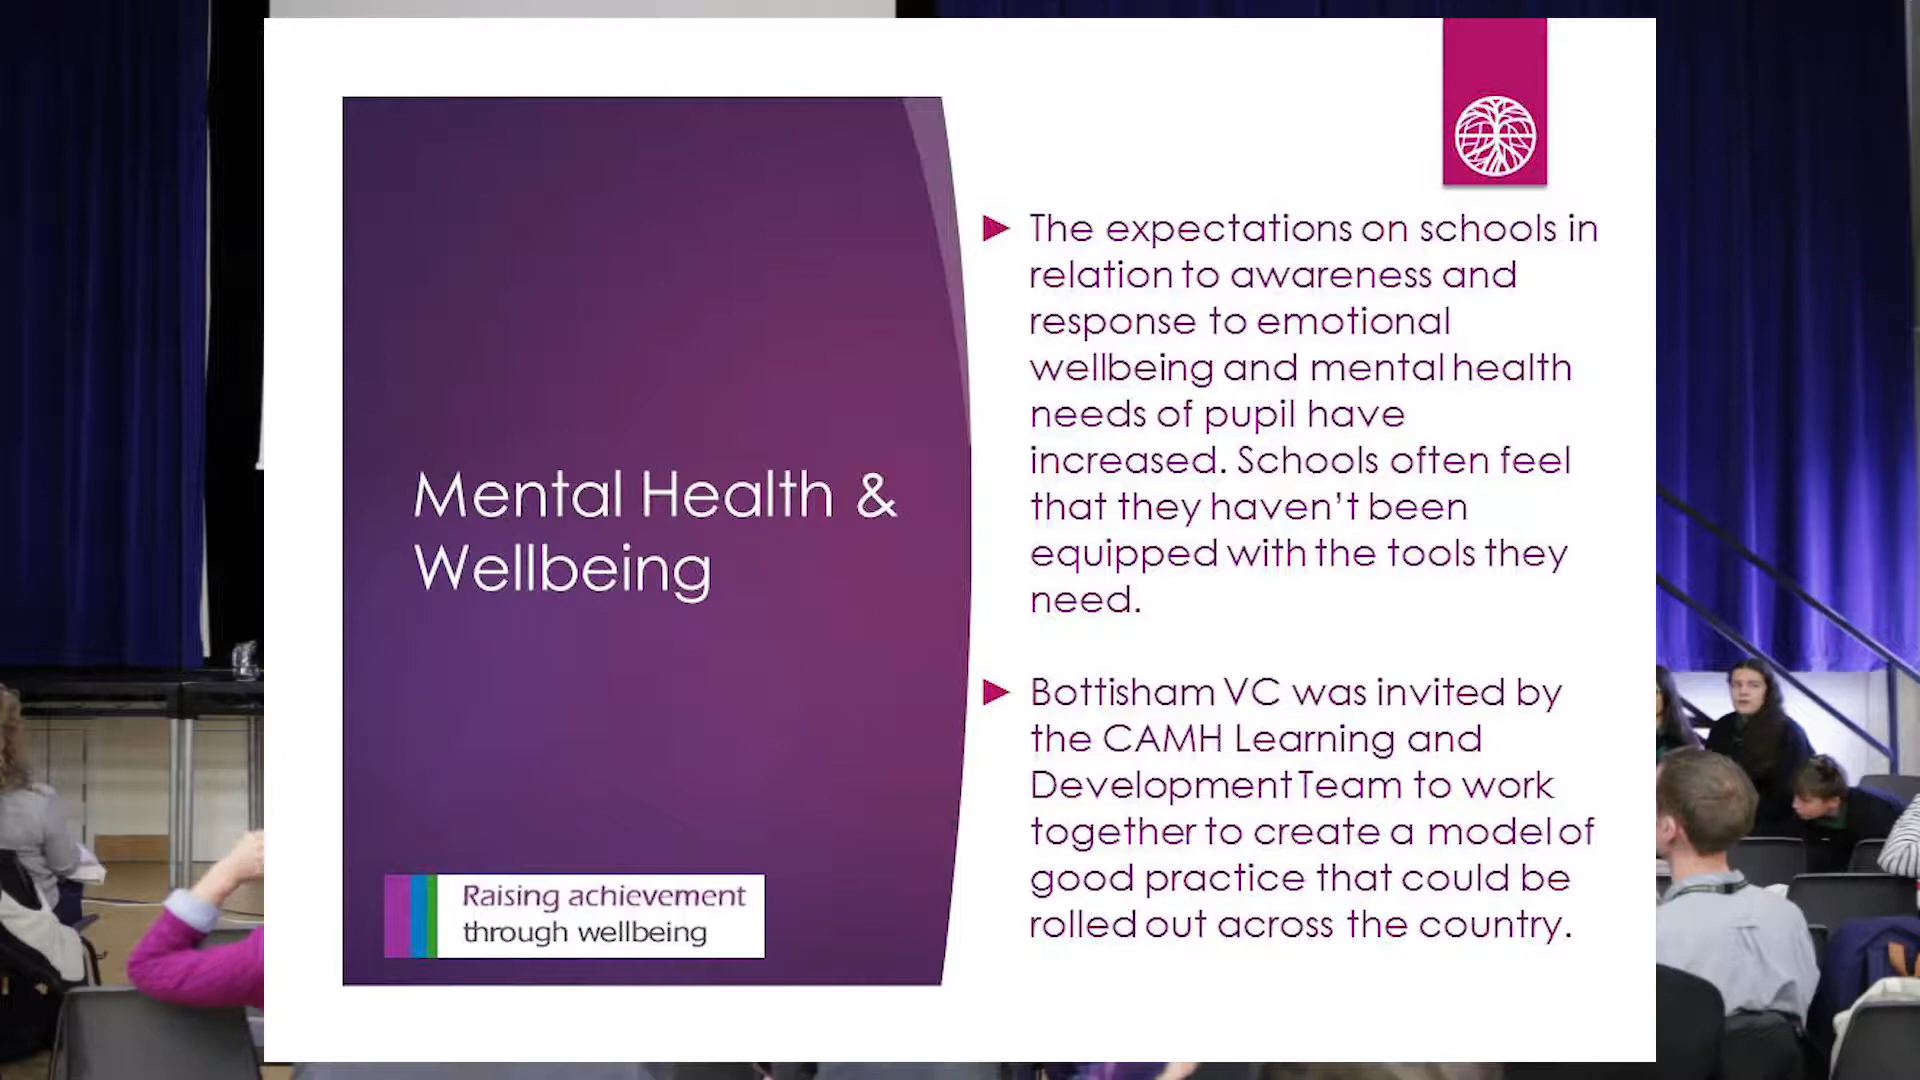 Mental Health &
Wellbeing
Raising achievement
through wellbeing
The expectations on schools in
relation to awareness and
response to emotional
wellbeing and mental health
needs of pupil have
increased. Schools often feel
that they haven't been
equipped with the tools they
need.
Bottisham VC was invited by
the CAMH Learning and
Development Team to work
together to create a model of
good practice that could be
rolled out across the country.